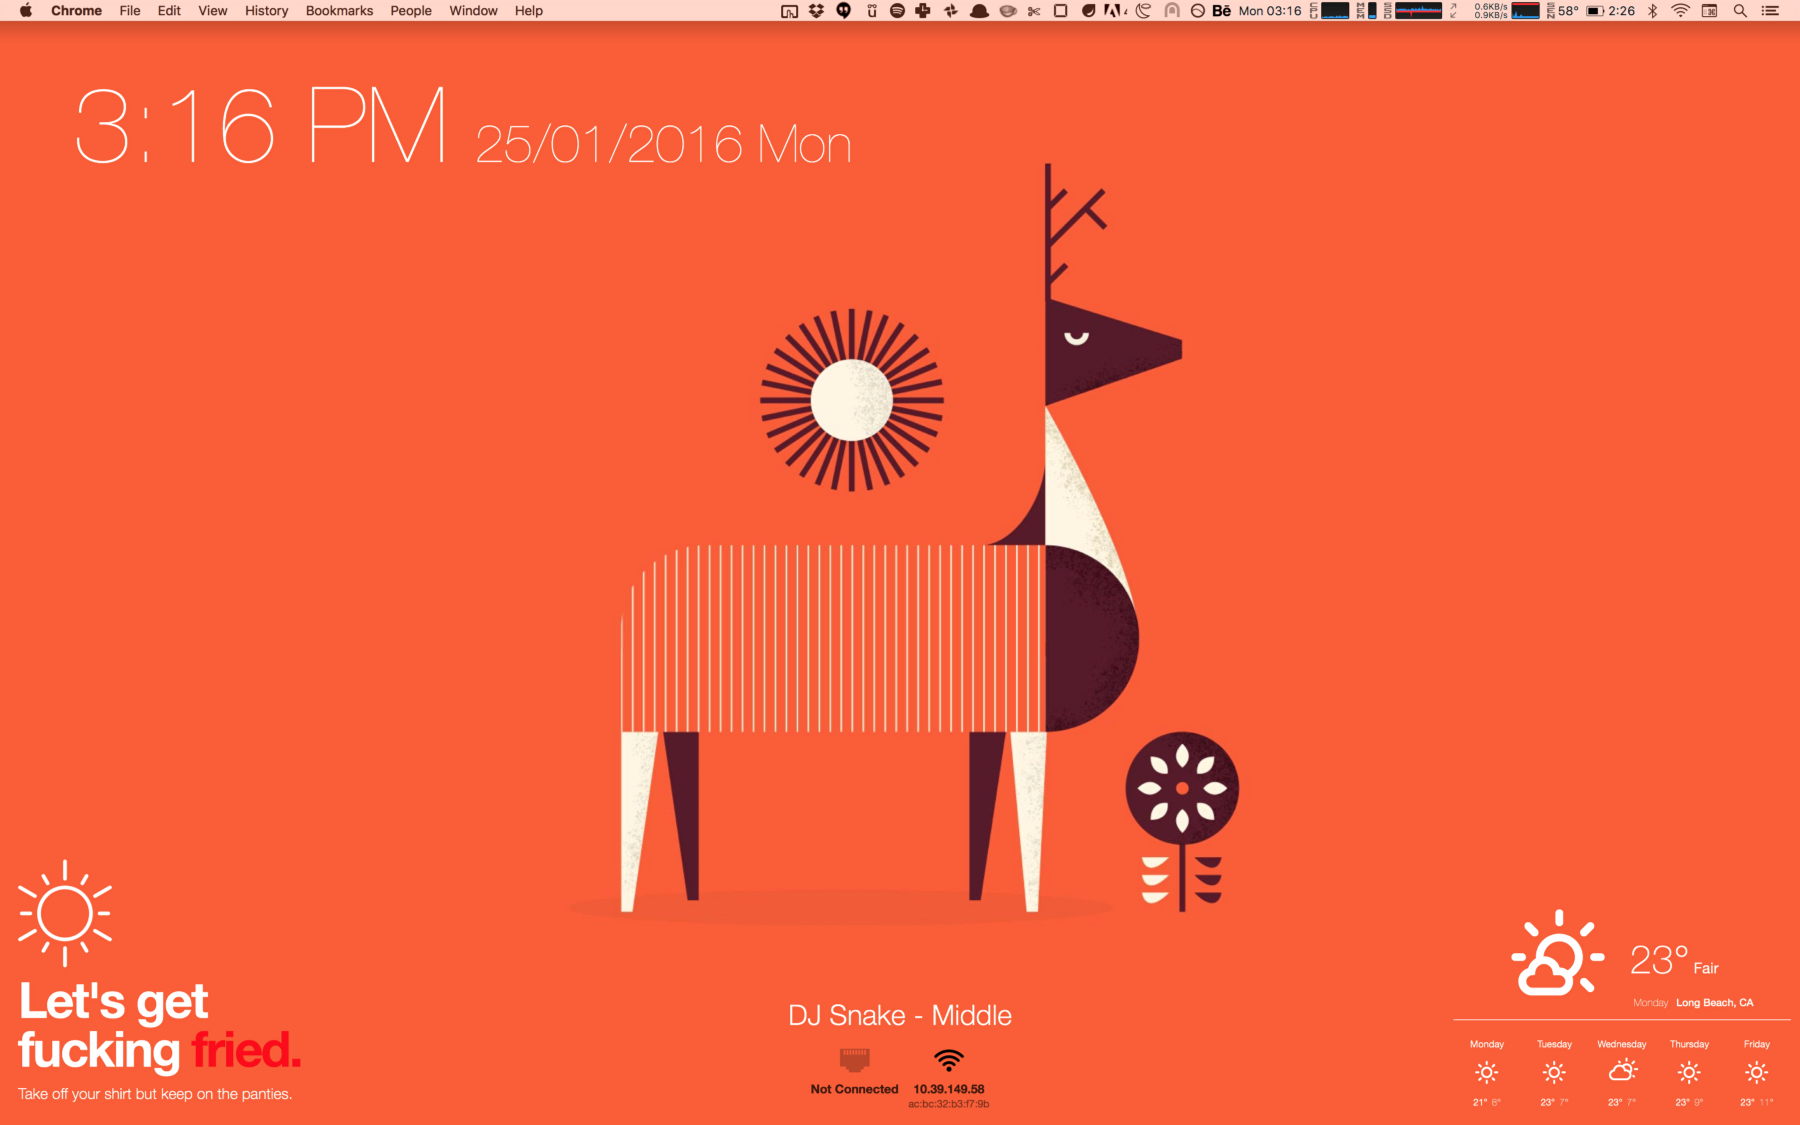 Chrome File Edit View History Bookmarks People Window Help
Bē Mon 03:16 CPU MEM SSD 0.6KB/s 0.9KB/s SEN 58° 2:26
3:16 PM 25/01/2016 Mon
Let's get
fucking fried.
Take off your shirt but keep on the panties.
DJ Snake - Middle
Not Connected 10.39.149.58
ac:bc:32:b3:f7:9b
23° Fair
Monday Long Beach, CA
Monday Tuesday Wednesday Thursday Friday
21° 8° 23° 7° 23° 7° 23° 9° 23° 11°